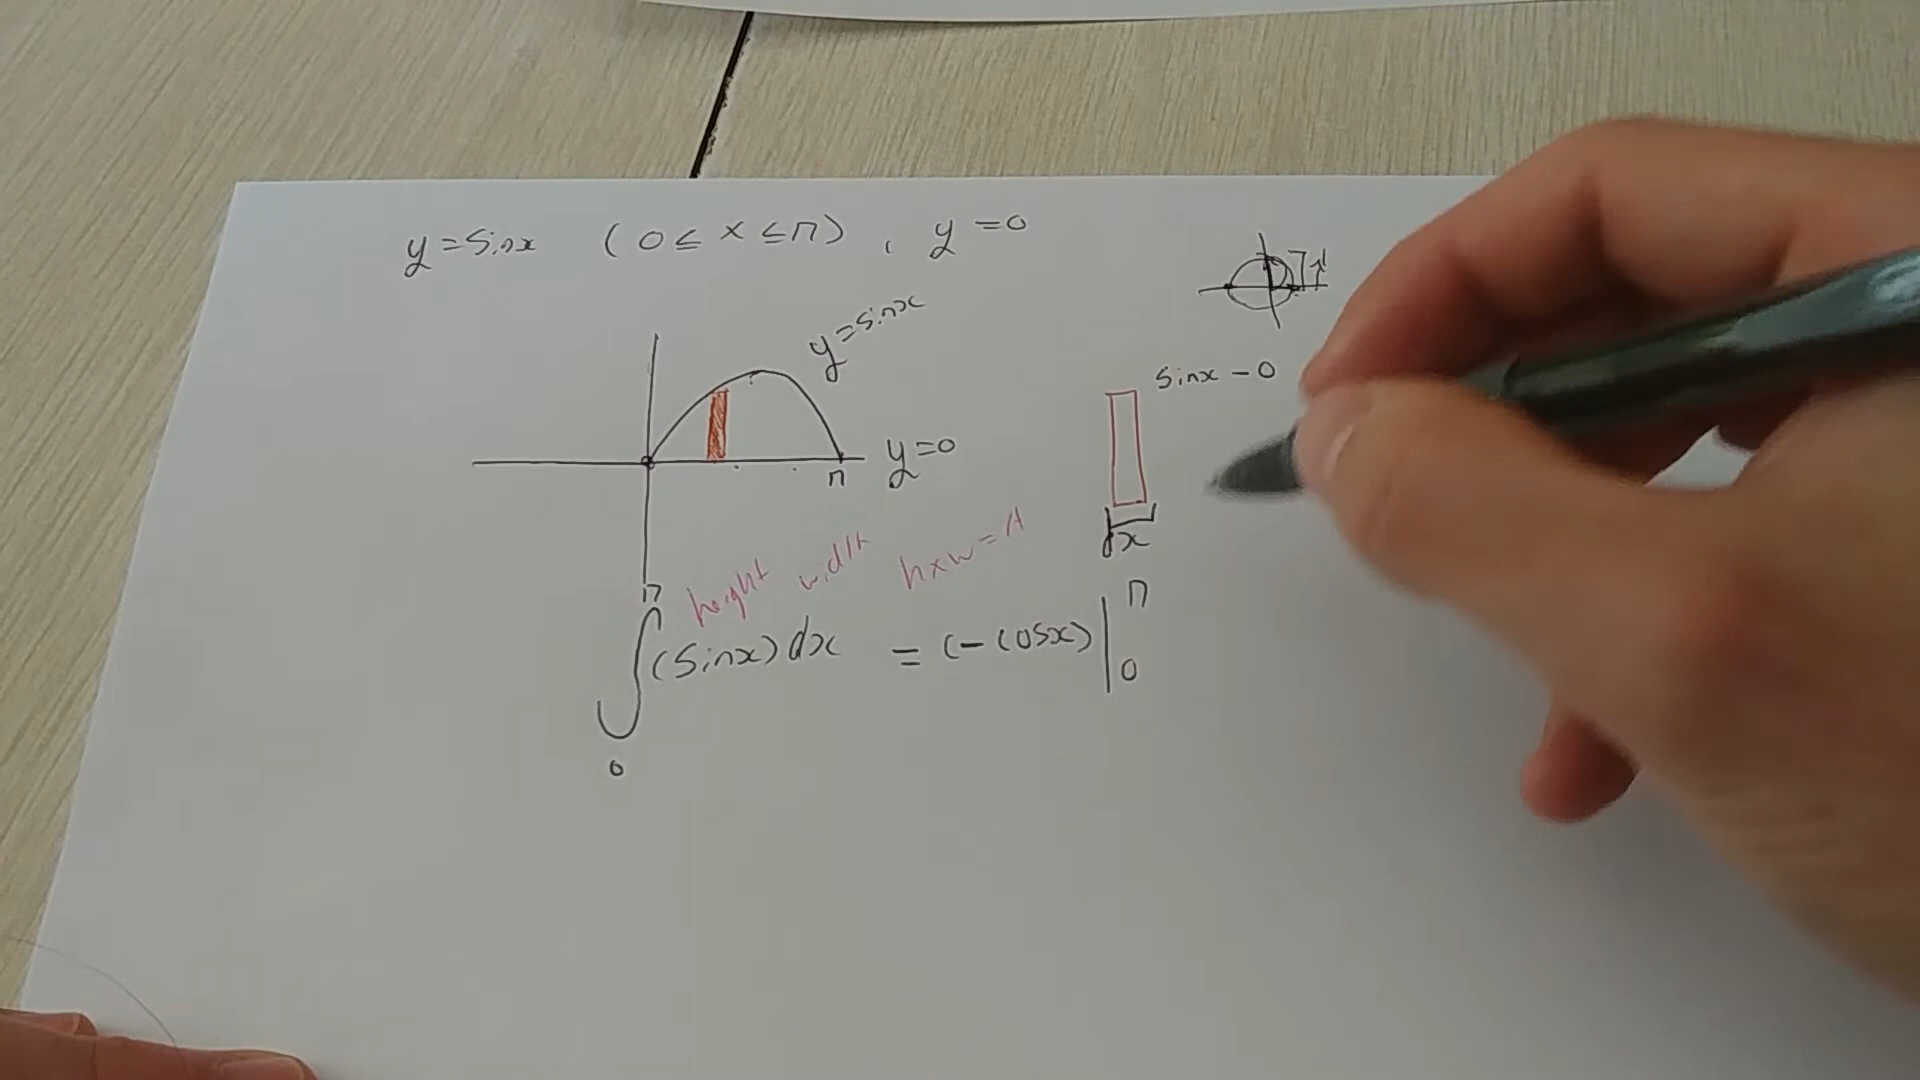 y = sinx ( 0 ≤ x ≤ π ) , y = 0
y = sinx
sinx - 0
y = 0
π
dx
height width h x w = A
π
∫ (sinx) dx = (- cosx) |
0
π
0